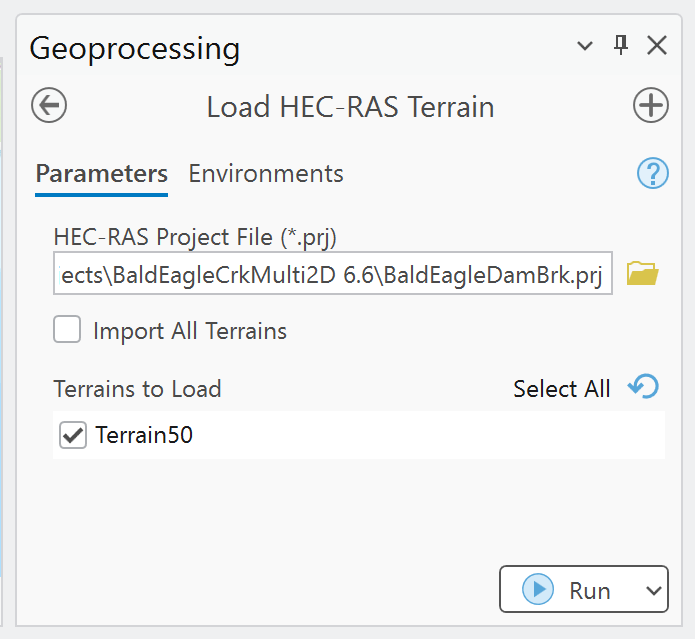 Geoprocessing
Load HEC-RAS Terrain
Parameters Environments
?
HEC-RAS Project File (*.prj)
ects\BaldEagleCrkMulti2D 6.6\BaldEagleDamBrk.prj
Import All Terrains
Terrains to Load Select All
Terrain50
Run